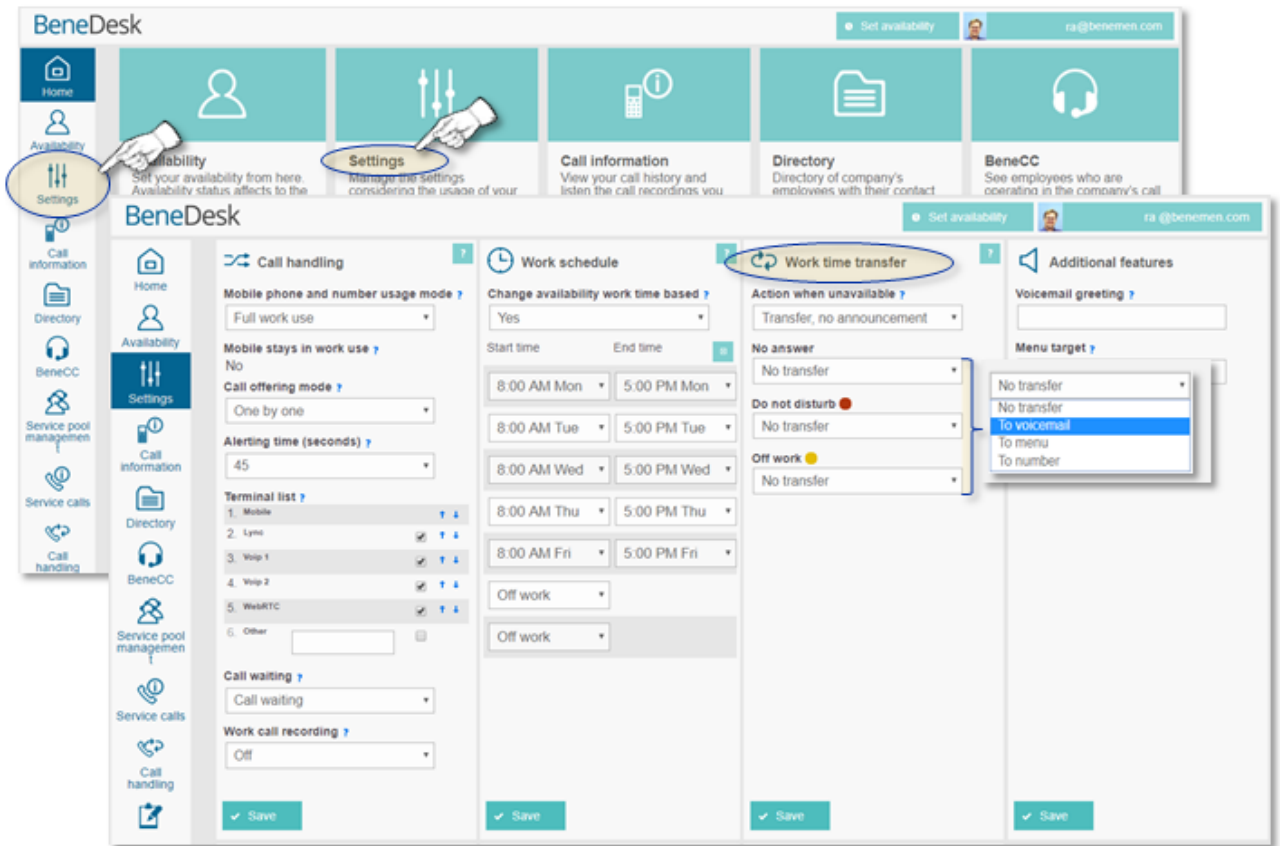 BeneDesk
Set availability
ra@benemen.com
Home
Availability
Settings
Call
information
Directory
BeneCC
Service pool
managemen
t
Service calls
Call
handling
Availability
Set your availability from here.
Availability status affects to the
Settings
Manage the settings
considering the usage of your
Call information
View your call history and
listen the call recordings you
Directory
Directory of company's
employees with their contact
BeneCC
See employees who are
operating in the company's call
BeneDesk
Set availability
ra @benemen.com
Home
Availability
Settings
Call
information
Directory
BeneCC
Service pool
managemen
t
Service calls
Call
handling
Call handling ?
Mobile phone and number usage mode ?
Full work use
Mobile stays in work use ?
No
Call offering mode ?
One by one
Alerting time (seconds) ?
45
Terminal list ?
1. Mobile
2. Lync
3. Voip 1
4. Voip 2
5. WebRTC
6. Other
Call waiting ?
Call waiting
Work call recording ?
Off
Save
Work schedule ?
Change availability work time based ?
Yes
Start time End time
8:00 AM Mon 5:00 PM Mon
8:00 AM Tue 5:00 PM Tue
8:00 AM Wed 5:00 PM Wed
8:00 AM Thu 5:00 PM Thu
8:00 AM Fri 5:00 PM Fri
Off work
Off work
Save
Work time transfer ?
Action when unavailable ?
Transfer, no announcement
No answer
No transfer
Do not disturb
No transfer
Off work
No transfer
Save
No transfer
No transfer
To voicemail
To menu
To number
Additional features
Voicemail greeting ?
Menu target ?
Save